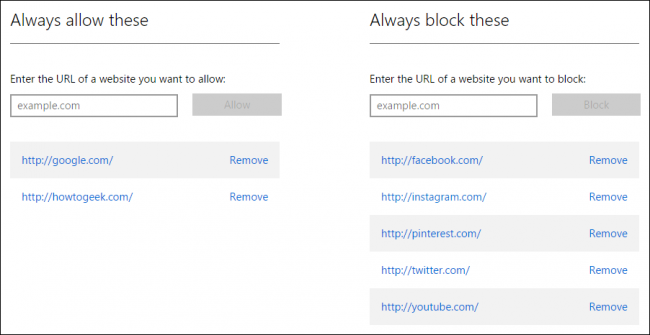 Always allow these
Enter the URL of a website you want to allow:
example.com
Allow
http://google.com/ Remove
http://howtogeek.com/ Remove
Always block these
Enter the URL of a website you want to block:
example.com
Block
http://facebook.com/ Remove
http://instagram.com/ Remove
http://pinterest.com/ Remove
http://twitter.com/ Remove
http://youtube.com/ Remove